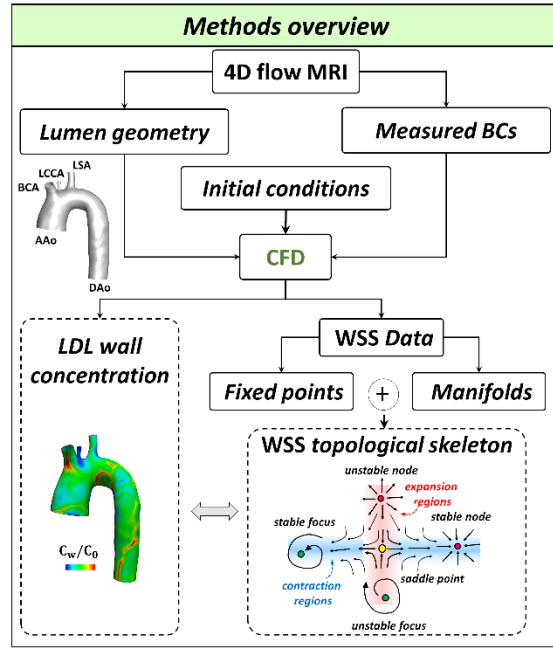 Methods overview
4D flow MRI
Lumen geometry
Measured BCs
LSA
LCCA
BCA
Initial conditions
AAo
CFD
DAo
LDL wall
concentration
WSS Data
Fixed points
+
Manifolds
WSS topological skeleton
unstable node
expansion
regions
stable focus
stable node
contraction
regions
saddle point
unstable focus
Cw/C0